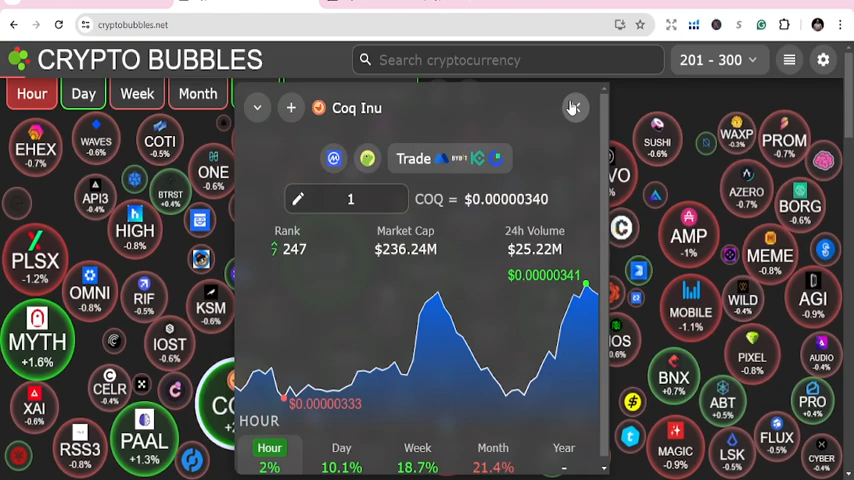 cryptobubbles.net
CRYPTO BUBBLES
Search cryptocurrency
201 - 300
Hour
Day
Week
Month
Coq Inu
Trade
BYBIT
1
COQ = $0.00000340
Rank
Market Cap
24h Volume
7 247
$236.24M
$25.22M
$0.00000341
$0.00000333
HOUR
Hour
Day
Week
Month
Year
2%
10.1%
18.7%
21.4%
-
EHEX
-0.7%
WAVES
-0.6%
COTI
-0.5%
ONE
-0.6%
API3
-0.4%
BTRST
+0.4%
HIGH
-0.8%
PLSX
-1.2%
OMNI
-0.8%
RIF
-0.5%
KSM
-0.6%
MYTH
+1.6%
IOST
-0.6%
CELR
-0.4%
XAI
-0.6%
RSS3
-0.8%
PAAL
+1.3%
SUSHI
-0.6%
WAXP
-0.3%
PROM
-0.7%
VO
AZERO
-0.7%
BORG
-0.6%
AMP
-1%
MEME
-0.8%
MOBILE
-1.1%
WILD
-0.4%
AGI
-0.9%
IOS
0.6%
PIXEL
-0.8%
AUDIO
-0.4%
BNX
+0.7%
ABT
+0.5%
PRO
+0.4%
MAGIC
-0.9%
LSK
-0.5%
FLUX
-0.5%
CYBER
-0.4%